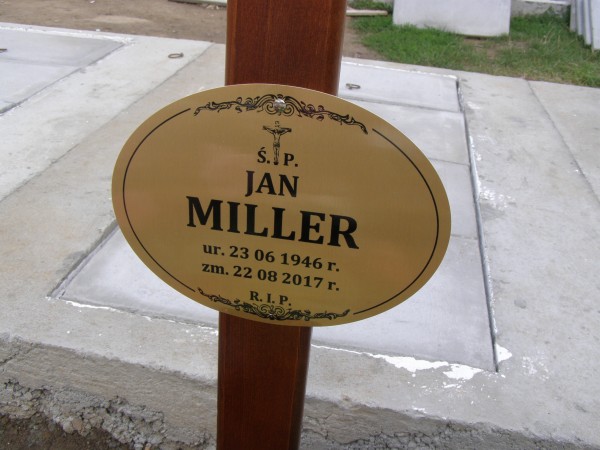 Ś. P.
JAN
MILLER
ur. 23 06 1946 r.
zm. 22 08 2017 r.
R. I. P.